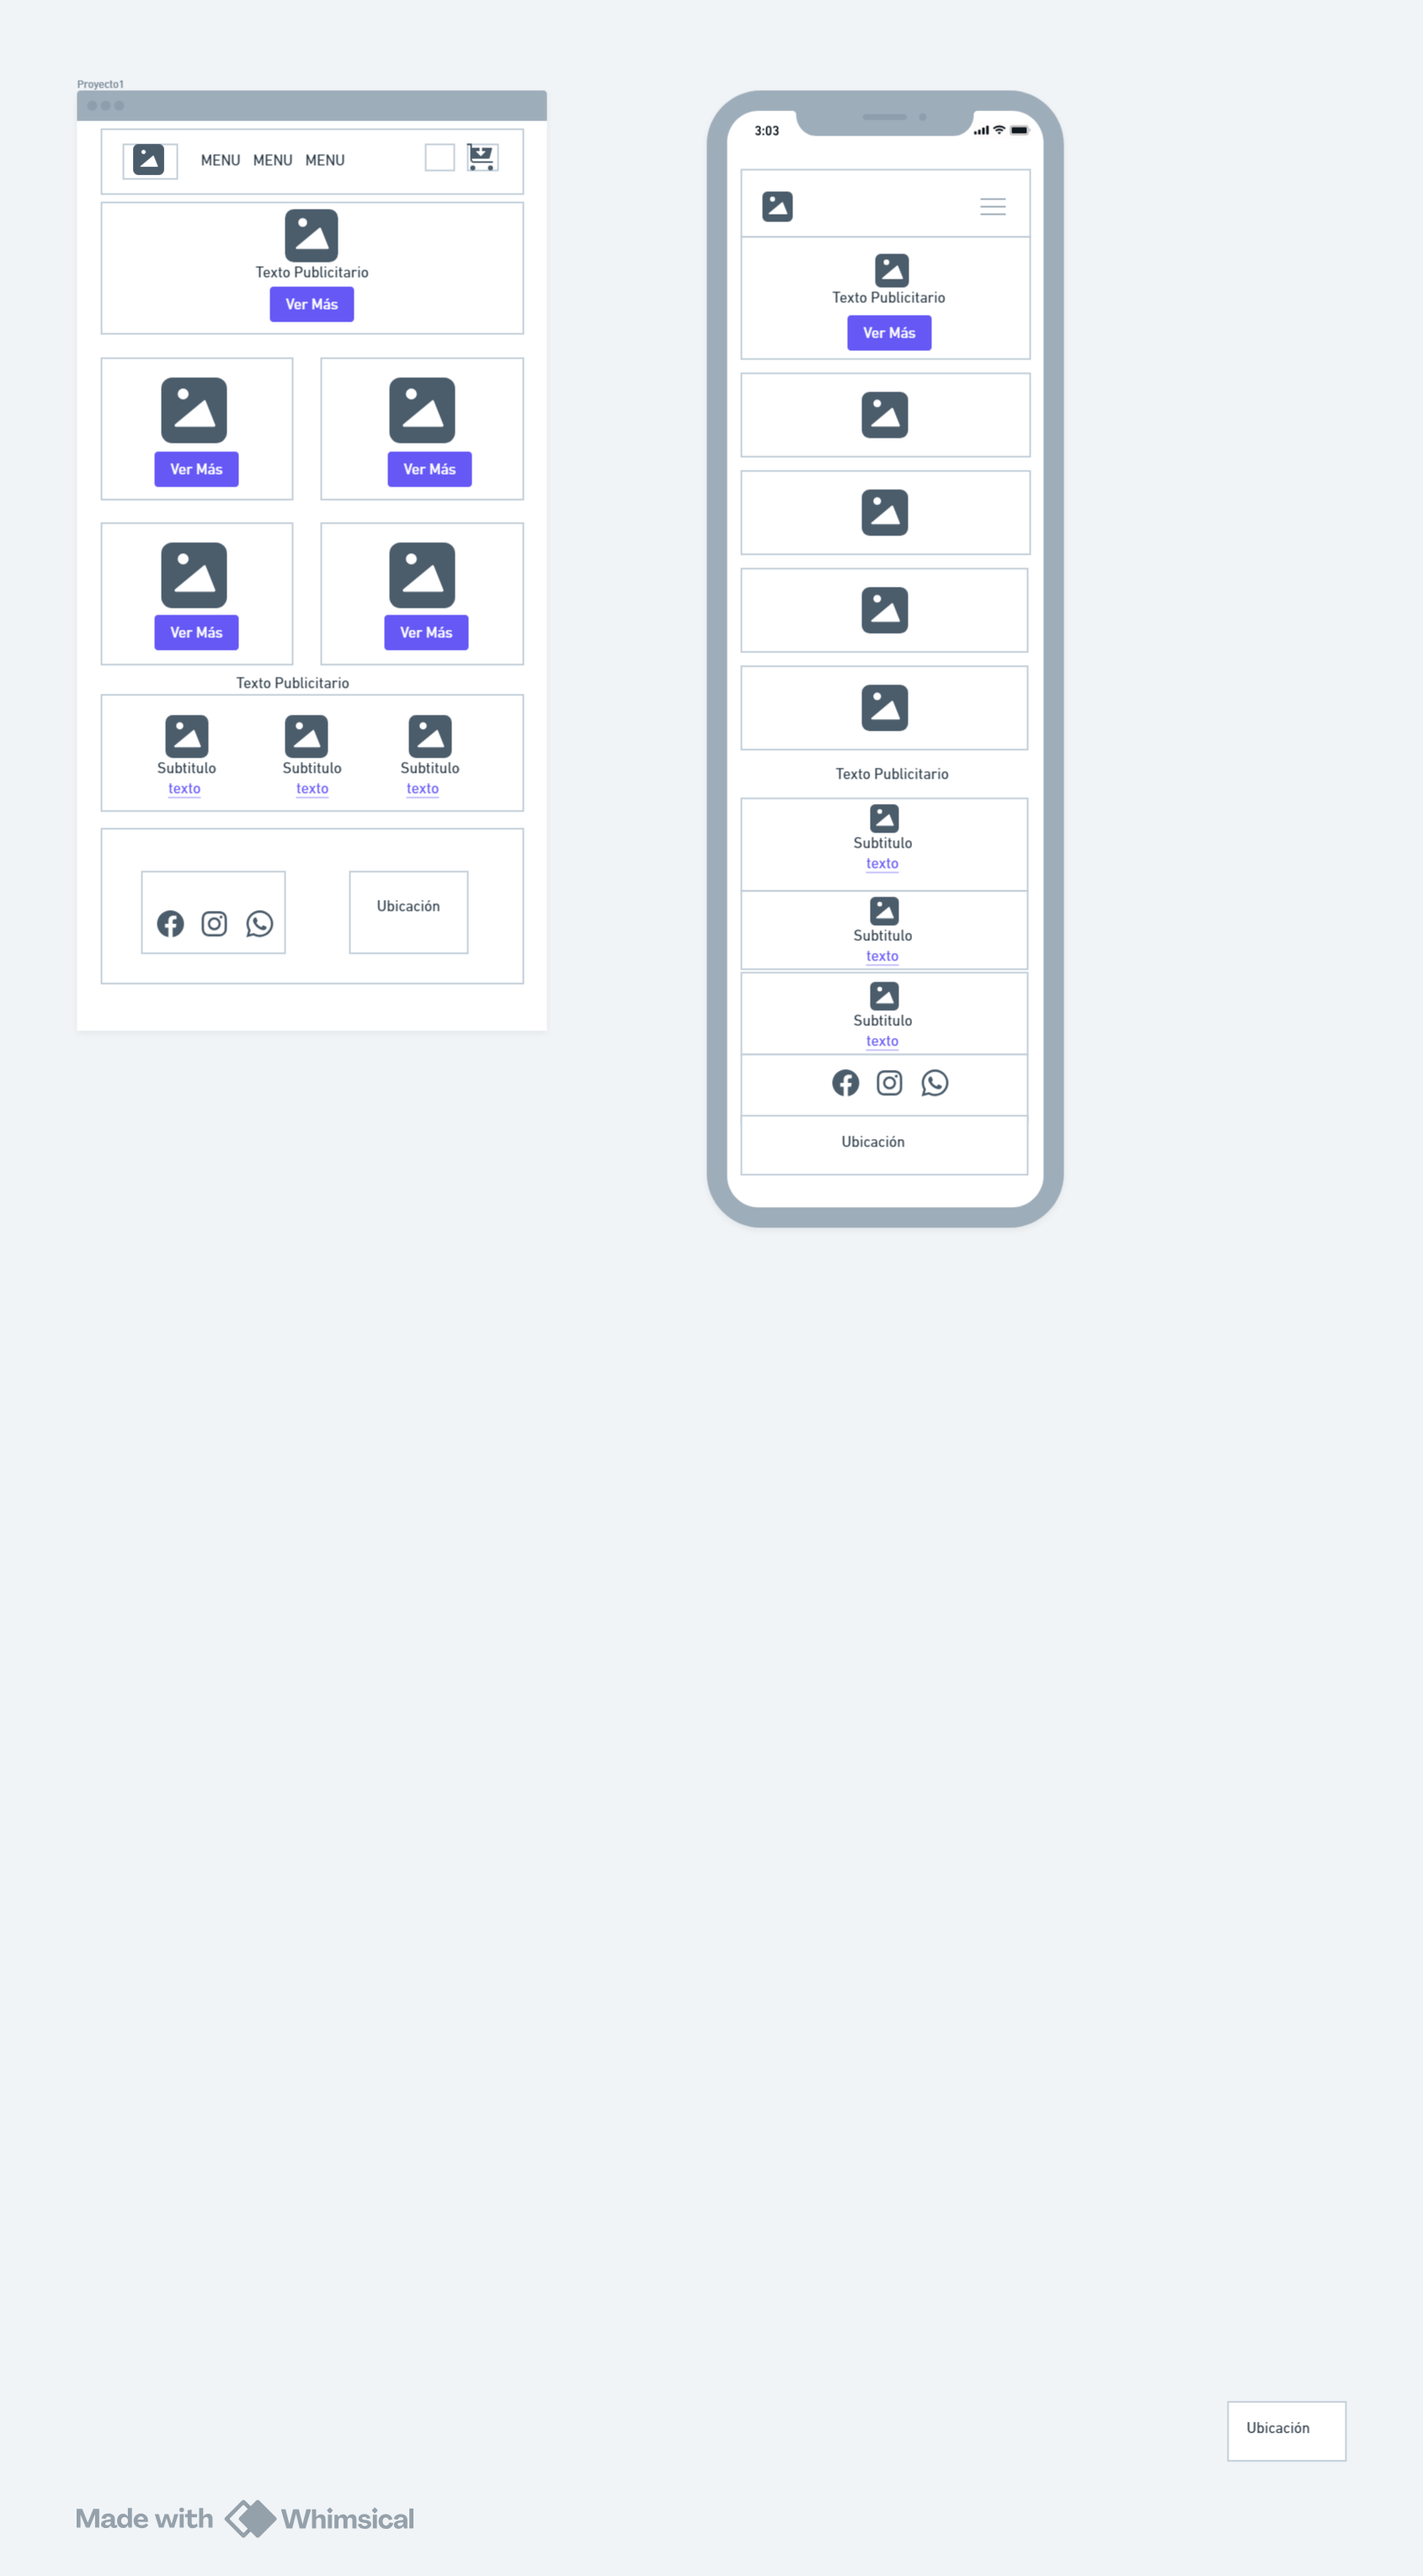 Proyecto1
MENU MENU MENU
Texto Publicitario
Ver Más
Ver Más Ver Más
Ver Más Ver Más
Texto Publicitario
Subtitulo Subtitulo Subtitulo
texto texto texto
Ubicación
3:03
Texto Publicitario
Ver Más
Texto Publicitario
Subtitulo
texto
Subtitulo
texto
Subtitulo
texto
Ubicación
Ubicación
Made with Whimsical